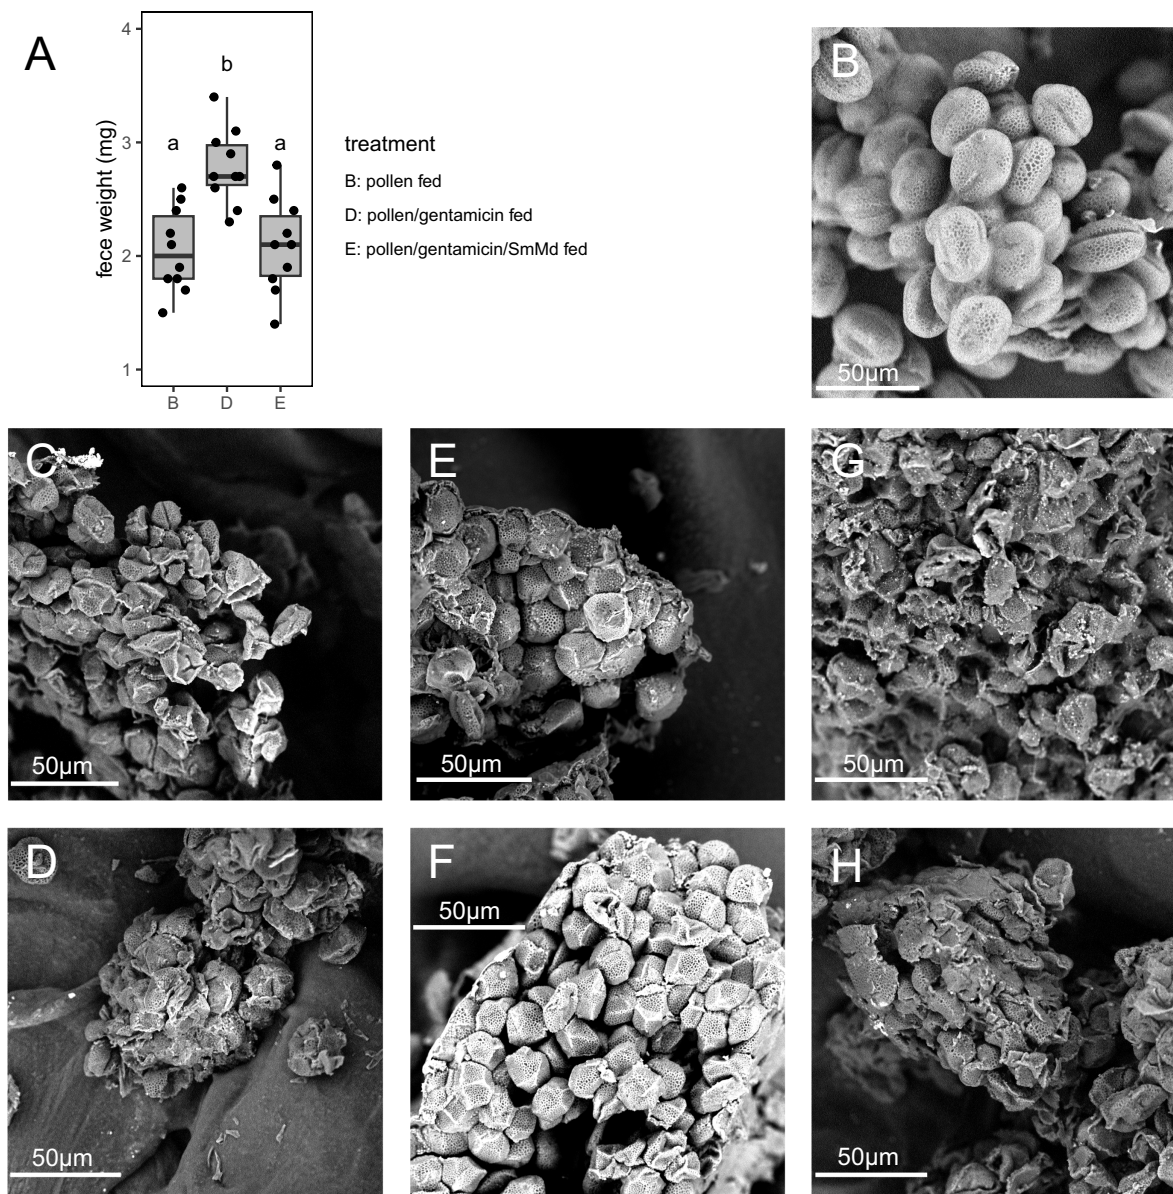 A
fece weight (mg)
4
3
2
1
a
b
a
B
D
E
treatment
B: pollen fed
D: pollen/gentamicin fed
E: pollen/gentamicin/SmMd fed
B
50µm
C
50µm
E
50µm
G
50µm
D
50µm
F
50µm
H
50µm